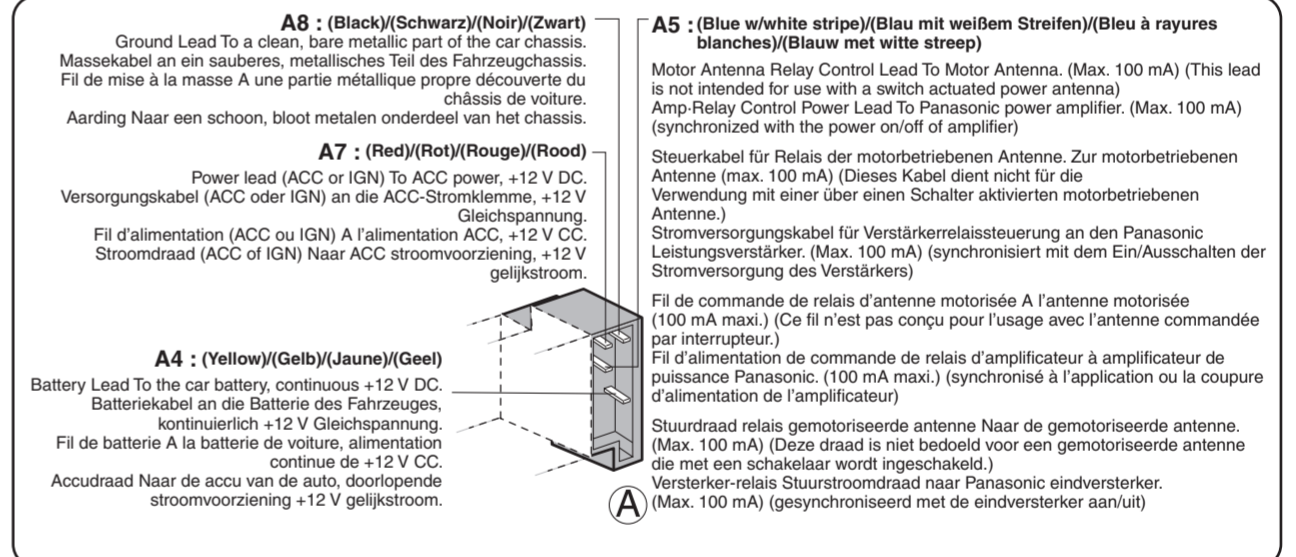 A8 : (Black)/(Schwarz)/(Noir)/(Zwart)
Ground Lead To a clean, bare metallic part of the car chassis.
Massekabel an ein sauberes, metallisches Teil des Fahrzeugchassis.
Fil de mise à la masse A une partie métallique propre découverte du
châssis de voiture.
Aarding Naar een schoon, bloot metalen onderdeel van het chassis.
A7 : (Red)/(Rot)/(Rouge)/(Rood)
Power lead (ACC or IGN) To ACC power, +12 V DC.
Versorgungskabel (ACC oder IGN) an die ACC-Stromklemme, +12 V
Gleichspannung.
Fil d'alimentation (ACC ou IGN) A l'alimentation ACC, +12 V CC.
Stroomdraad (ACC of IGN) Naar ACC stroomvoorziening, +12 V
gelijkstroom.
A4 : (Yellow)/(Gelb)/(Jaune)/(Geel)
Battery Lead To the car battery, continuous +12 V DC.
Batteriekabel an die Batterie des Fahrzeuges,
kontinuierlich +12 V Gleichspannung.
Fil de batterie A la batterie de voiture, alimentation
continue de +12 V CC.
Accudraad Naar de accu van de auto, doorlopende
stroomvoorziening +12 V gelijkstroom.
A5 : (Blue w/white stripe)/(Blau mit weißem Streifen)/(Bleu à rayures
blanches)/(Blauw met witte streep)
Motor Antenna Relay Control Lead To Motor Antenna. (Max. 100 mA) (This lead
is not intended for use with a switch actuated power antenna)
Amp·Relay Control Power Lead To Panasonic power amplifier. (Max. 100 mA)
(synchronized with the power on/off of amplifier)
Steuerkabel für Relais der motorbetriebenen Antenne. Zur motorbetriebenen
Antenne (max. 100 mA) (Dieses Kabel dient nicht für die
Verwendung mit einer über einen Schalter aktivierten motorbetriebenen
Antenne.)
Stromversorgungskabel für Verstärkerrelaissteuerung an den Panasonic
Leistungsverstärker. (Max. 100 mA) (synchronisiert mit dem Ein/Ausschalten der
Stromversorgung des Verstärkers)
Fil de commande de relais d'antenne motorisée A l'antenne motorisée
(100 mA maxi.) (Ce fil n'est pas conçu pour l'usage avec l'antenne commandée
par interrupteur.)
Fil d'alimentation de commande de relais d'amplificateur à amplificateur de
puissance Panasonic. (100 mA maxi.) (synchronisé à l'application ou la coupure
d'alimentation de l'amplificateur)
Stuurdraad relais gemotoriseerde antenne Naar de gemotoriseerde antenne.
(Max. 100 mA) (Deze draad is niet bedoeld voor een gemotoriseerde antenne
die met een schakelaar wordt ingeschakeld.)
Versterker-relais Stuurstroomdraad naar Panasonic eindversterker.
(Max. 100 mA) (gesynchroniseerd met de eindversterker aan/uit)
A